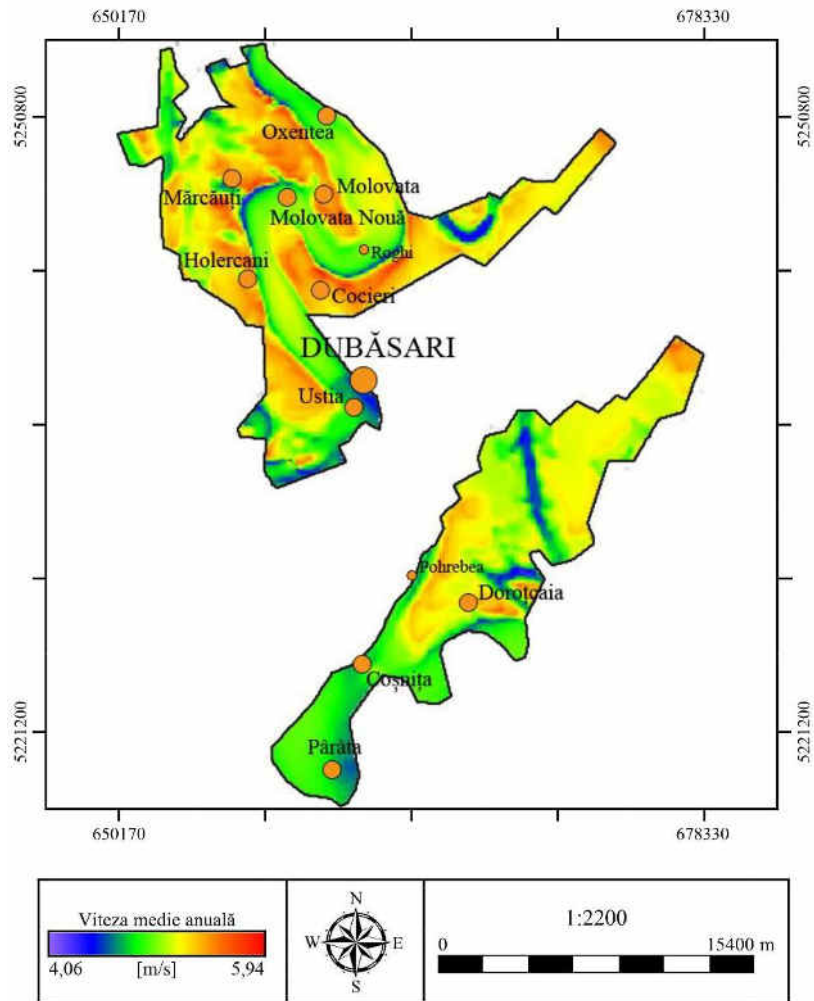 650170 678330
5250800 5250800
Oxentea
Mărcăuți
Molovata
Molovata Nouă
Roghi
Holercani
Cocieri
DUBĂSARI
Ustia
Pohrebea
Doroțcaia
Coșnița
Pârâta
5221200 5221200
650170 678330
Viteza medie anuală
4,06 [m/s] 5,94
N
W E
S
1:2200
0 15400 m